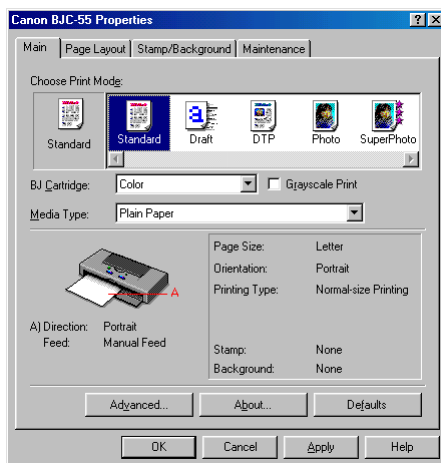 Canon BJC-55 Properties
Main Page Layout Stamp/Background Maintenance
Choose Print Mode:
Standard Standard Draft DTP Photo SuperPhoto
BJ Cartridge: Color Grayscale Print
Media Type: Plain Paper
Page Size: Letter
Orientation: Portrait
Printing Type: Normal-size Printing
A
A) Direction: Portrait
Feed: Manual Feed
Stamp: None
Background: None
Advanced... About... Defaults
OK Cancel Apply Help